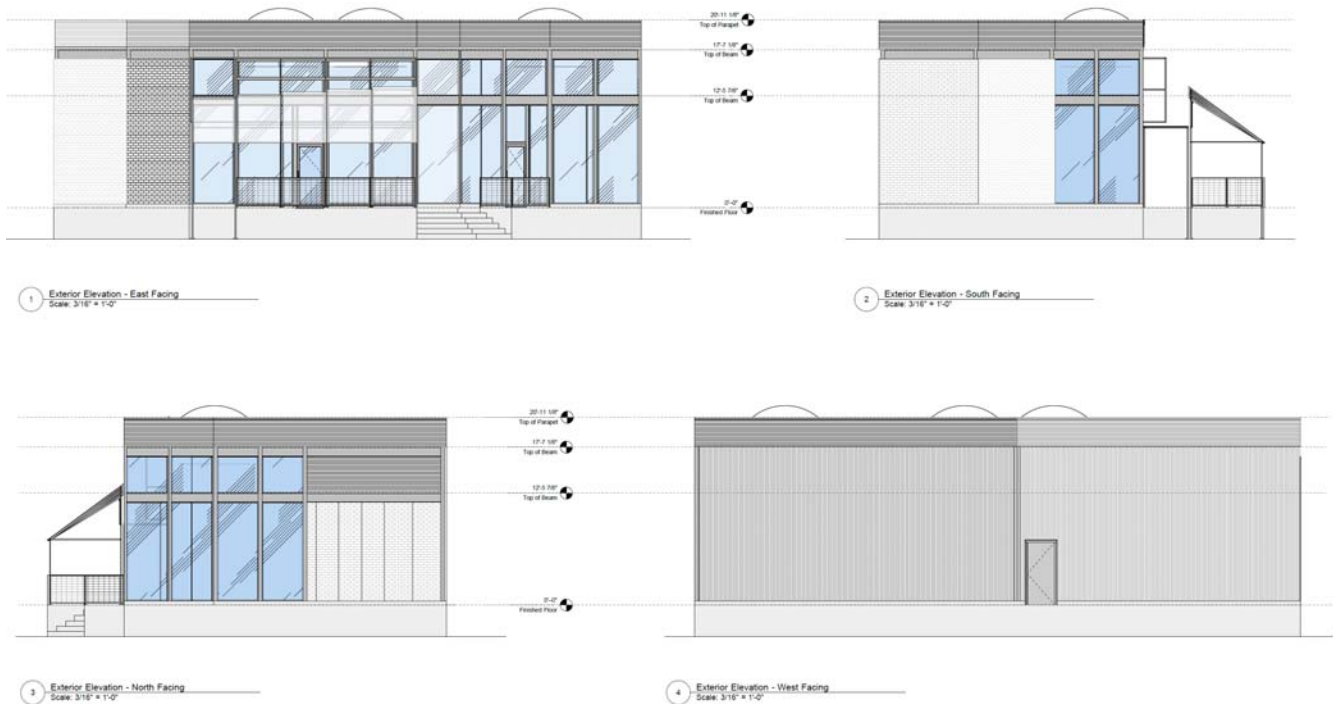 20'-11 1/8"
Top of Parapet
17'-7 1/8"
Top of Beam
12'-5 7/8"
Top of Beam
0'-0"
Finished Floor
1
Exterior Elevation - East Facing
Scale: 3/16" = 1'-0"
20'-11 1/8"
Top of Parapet
17'-7 1/8"
Top of Beam
12'-5 7/8"
Top of Beam
0'-0"
Finished Floor
2
Exterior Elevation - South Facing
Scale: 3/16" = 1'-0"
3
Exterior Elevation - North Facing
Scale: 3/16" = 1'-0"
4
Exterior Elevation - West Facing
Scale: 3/16" = 1'-0"